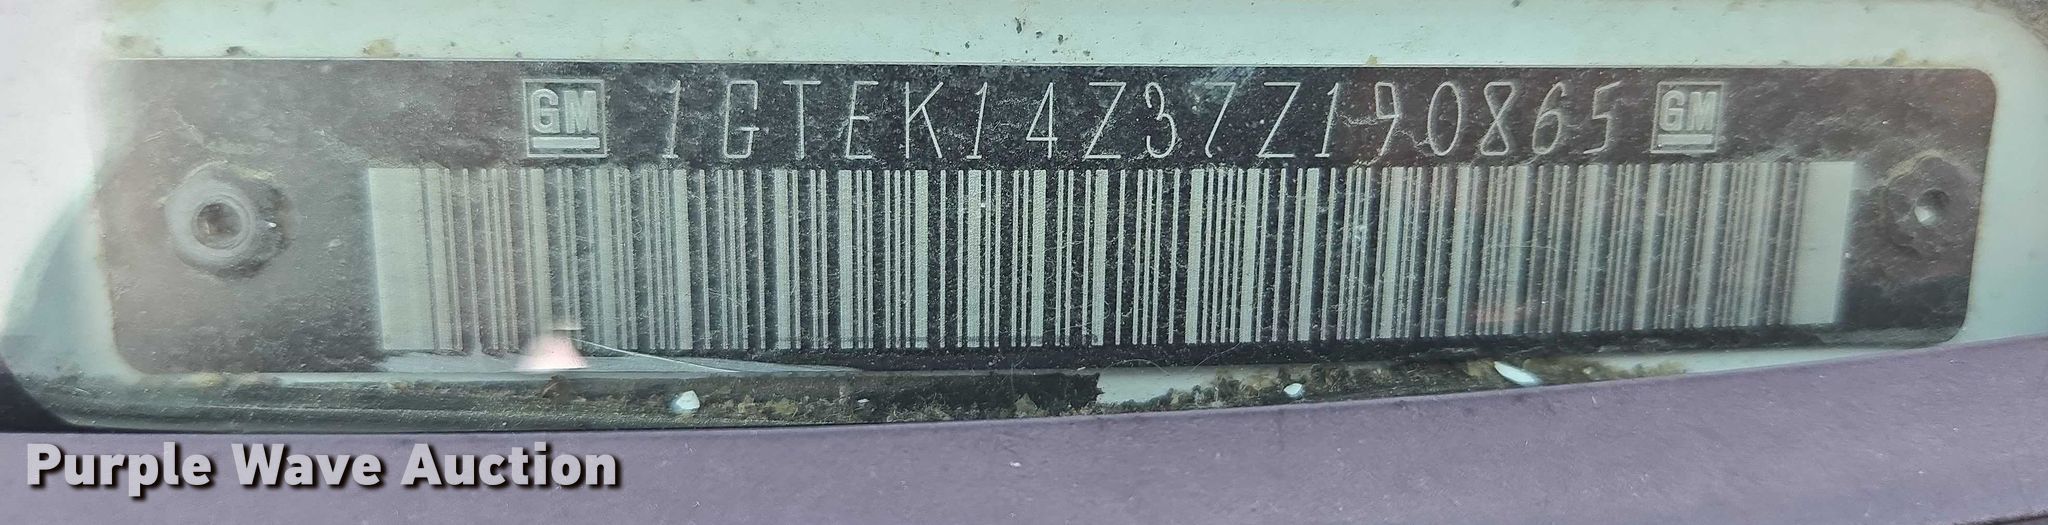 GM 1GTEK14Z37Z190865 GM
Purple Wave Auction